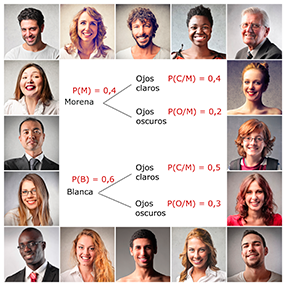 P(M) = 0,4
Morena
Ojos
claros
P(C/M) = 0,4
Ojos
oscuros
P(O/M) = 0,2
P(B) = 0,6
Blanca
Ojos
claros
P(C/M) = 0,5
Ojos
oscuros
P(O/M) = 0,3